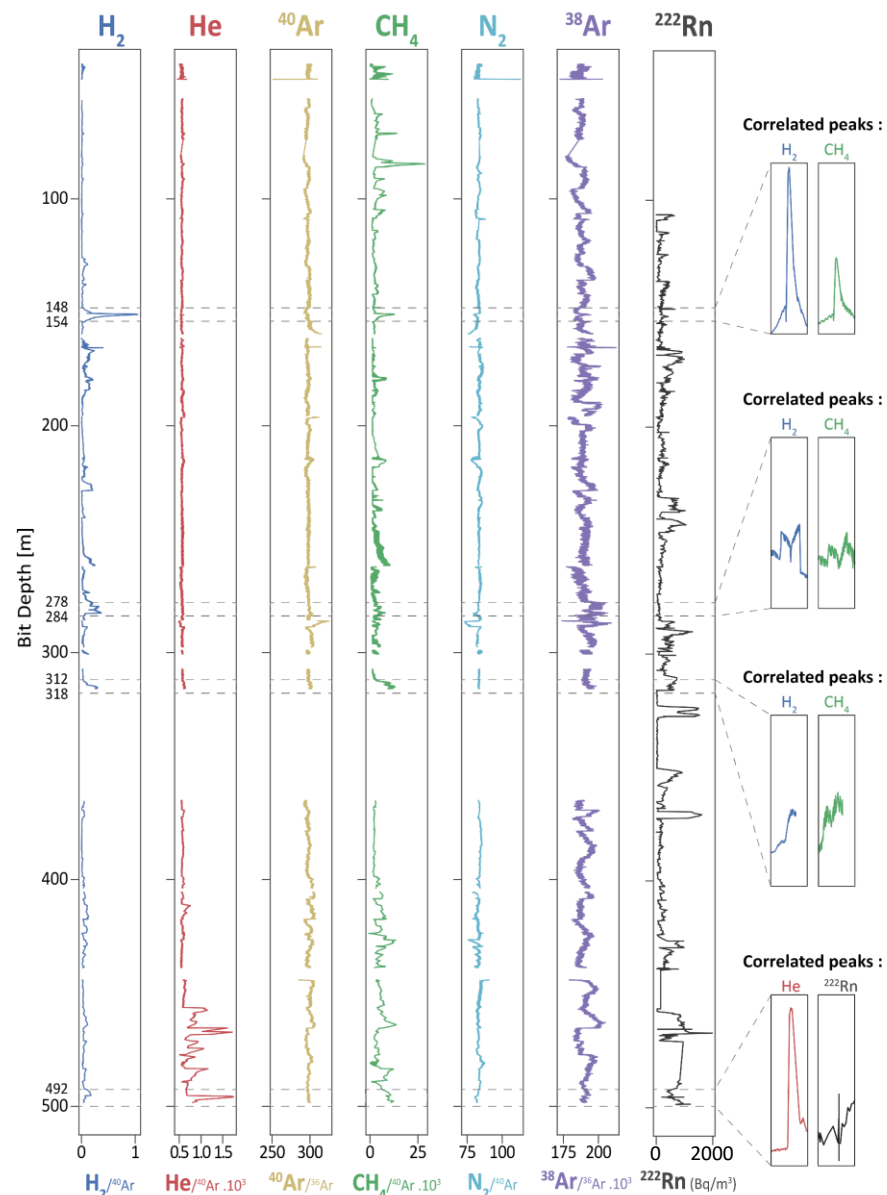 H₂ He ⁴⁰Ar CH₄ N₂ ³⁸Ar ²²²Rn
Correlated peaks :
H₂ CH₄
100
148
154
Correlated peaks :
H₂ CH₄
200
Bit Depth [m]
278
284
300
312
318
Correlated peaks :
H₂ CH₄
400
Correlated peaks :
He ²²²Rn
492
500
0 1 0.5 1.0 1.5 250 300 0 25 75 100 175 200 0 2000
H₂/⁴⁰Ar He/⁴⁰Ar .10³ ⁴⁰Ar/³⁶Ar CH₄/⁴⁰Ar .10³ N₂/⁴⁰Ar ³⁸Ar/³⁶Ar .10³ ²²²Rn (Bq/m³)